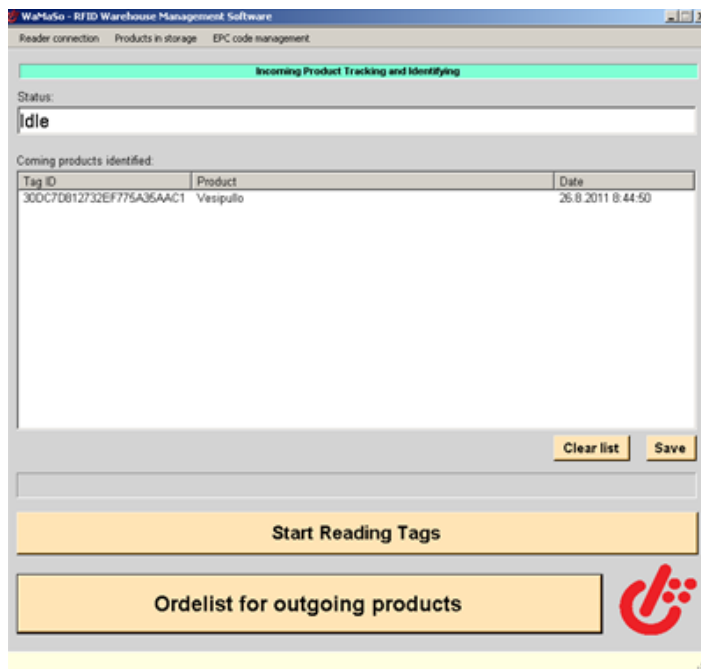 WaMaSo - RFID Warehouse Management Software
Reader connection Products in storage EPC code management
Incoming Product Tracking and Identifying
Status:
Idle
Coming products identified:
Tag ID Product Date
30DC7D812732EF775A35AAC1 Vesipullo 26.8.2011 8:44:50
Clear list Save
Start Reading Tags
Ordelist for outgoing products